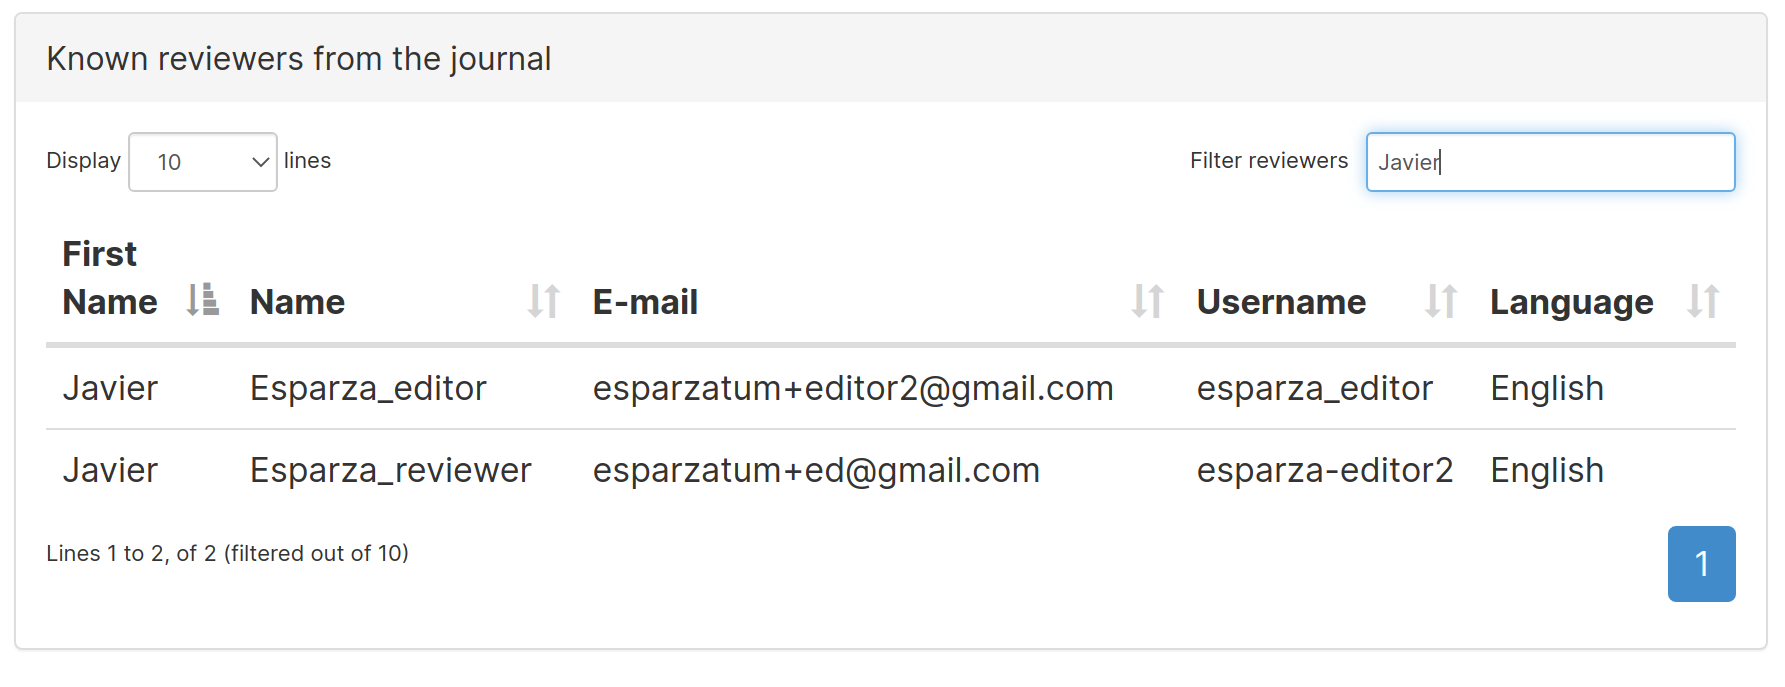 Known reviewers from the journal
Display 10 lines Filter reviewers Javier
First Name Name E-mail Username Language
Javier Esparza_editor esparzatum+editor2@gmail.com esparza_editor English
Javier Esparza_reviewer esparzatum+ed@gmail.com esparza-editor2 English
Lines 1 to 2, of 2 (filtered out of 10)
1